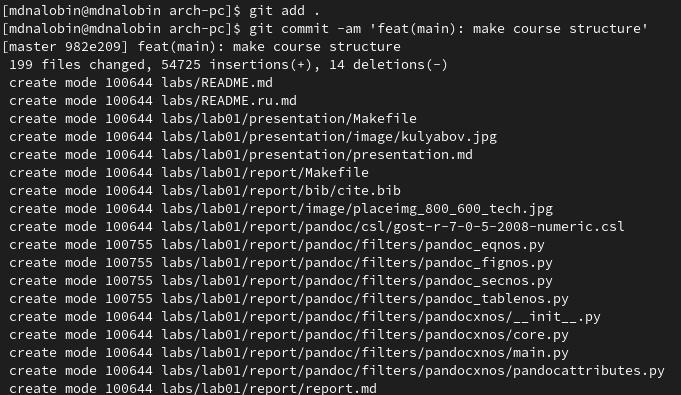 [mdnalobin@mdnalobin arch-pc]$ git add .
[mdnalobin@mdnalobin arch-pc]$ git commit -am 'feat(main): make course structure'
[master 982e209] feat(main): make course structure
 199 files changed, 54725 insertions(+), 14 deletions(-)
 create mode 100644 labs/README.md
 create mode 100644 labs/README.ru.md
 create mode 100644 labs/lab01/presentation/Makefile
 create mode 100644 labs/lab01/presentation/image/kulyabov.jpg
 create mode 100644 labs/lab01/presentation/presentation.md
 create mode 100644 labs/lab01/report/Makefile
 create mode 100644 labs/lab01/report/bib/cite.bib
 create mode 100644 labs/lab01/report/image/placeimg_800_600_tech.jpg
 create mode 100644 labs/lab01/report/pandoc/csl/gost-r-7-0-5-2008-numeric.csl
 create mode 100755 labs/lab01/report/pandoc/filters/pandoc_eqnos.py
 create mode 100755 labs/lab01/report/pandoc/filters/pandoc_fignos.py
 create mode 100755 labs/lab01/report/pandoc/filters/pandoc_secnos.py
 create mode 100755 labs/lab01/report/pandoc/filters/pandoc_tablenos.py
 create mode 100644 labs/lab01/report/pandoc/filters/pandocxnos/__init__.py
 create mode 100644 labs/lab01/report/pandoc/filters/pandocxnos/core.py
 create mode 100644 labs/lab01/report/pandoc/filters/pandocxnos/main.py
 create mode 100644 labs/lab01/report/pandoc/filters/pandocxnos/pandocattributes.py
 create mode 100644 labs/lab01/report/report.md